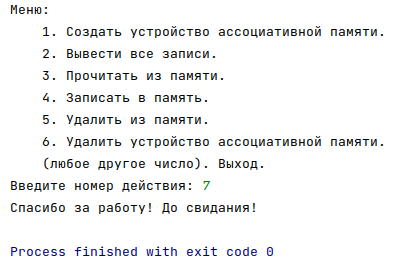 Меню:
1. Создать устройство ассоциативной памяти.
2. Вывести все записи.
3. Прочитать из памяти.
4. Записать в память.
5. Удалить из памяти.
6. Удалить устройство ассоциативной памяти.
(любое другое число). Выход.
Введите номер действия: 7
Спасибо за работу! До свидания!
Process finished with exit code 0